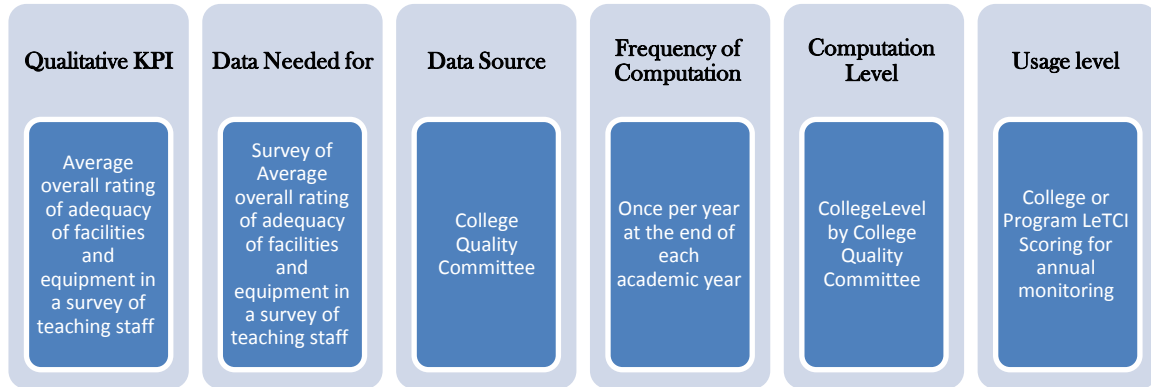 Qualitative KPI
Average
overall rating
of adequacy
of facilities
and
equipment in
a survey of
teaching staff
Data Needed for
Survey of
Average
overall rating
of adequacy
of facilities
and
equipment in
a survey of
teaching staff
Data Source
College
Quality
Committee
Frequency of
Computation
Once per year
at the end of
each
academic year
Computation
Level
CollegeLevel
by College
Quality
Committee
Usage level
College or
Program LeTCI
Scoring for
annual
monitoring